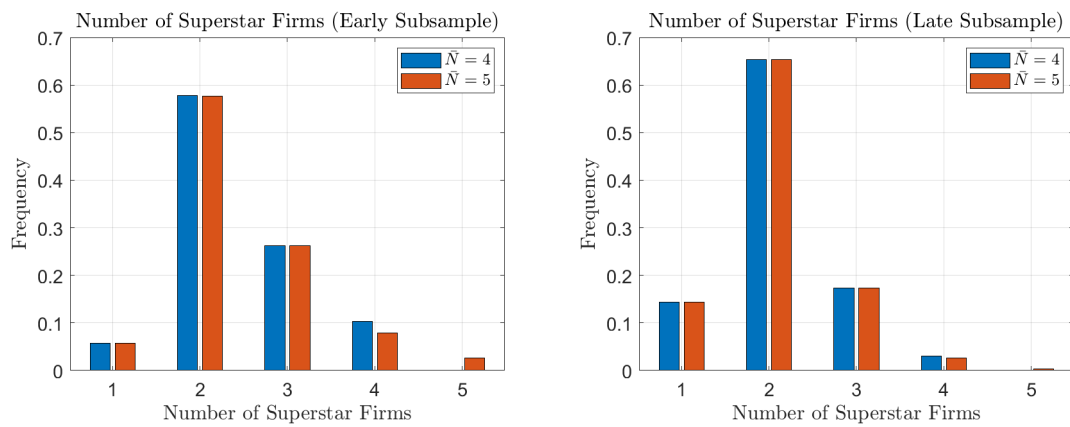 Number of Superstar Firms (Early Subsample)
0.7
0.6
0.5
0.4
0.3
0.2
0.1
0
Frequency
N̄ = 4
N̄ = 5
1 2 3 4 5
Number of Superstar Firms
Number of Superstar Firms (Late Subsample)
0.7
0.6
0.5
0.4
0.3
0.2
0.1
0
Frequency
N̄ = 4
N̄ = 5
1 2 3 4 5
Number of Superstar Firms